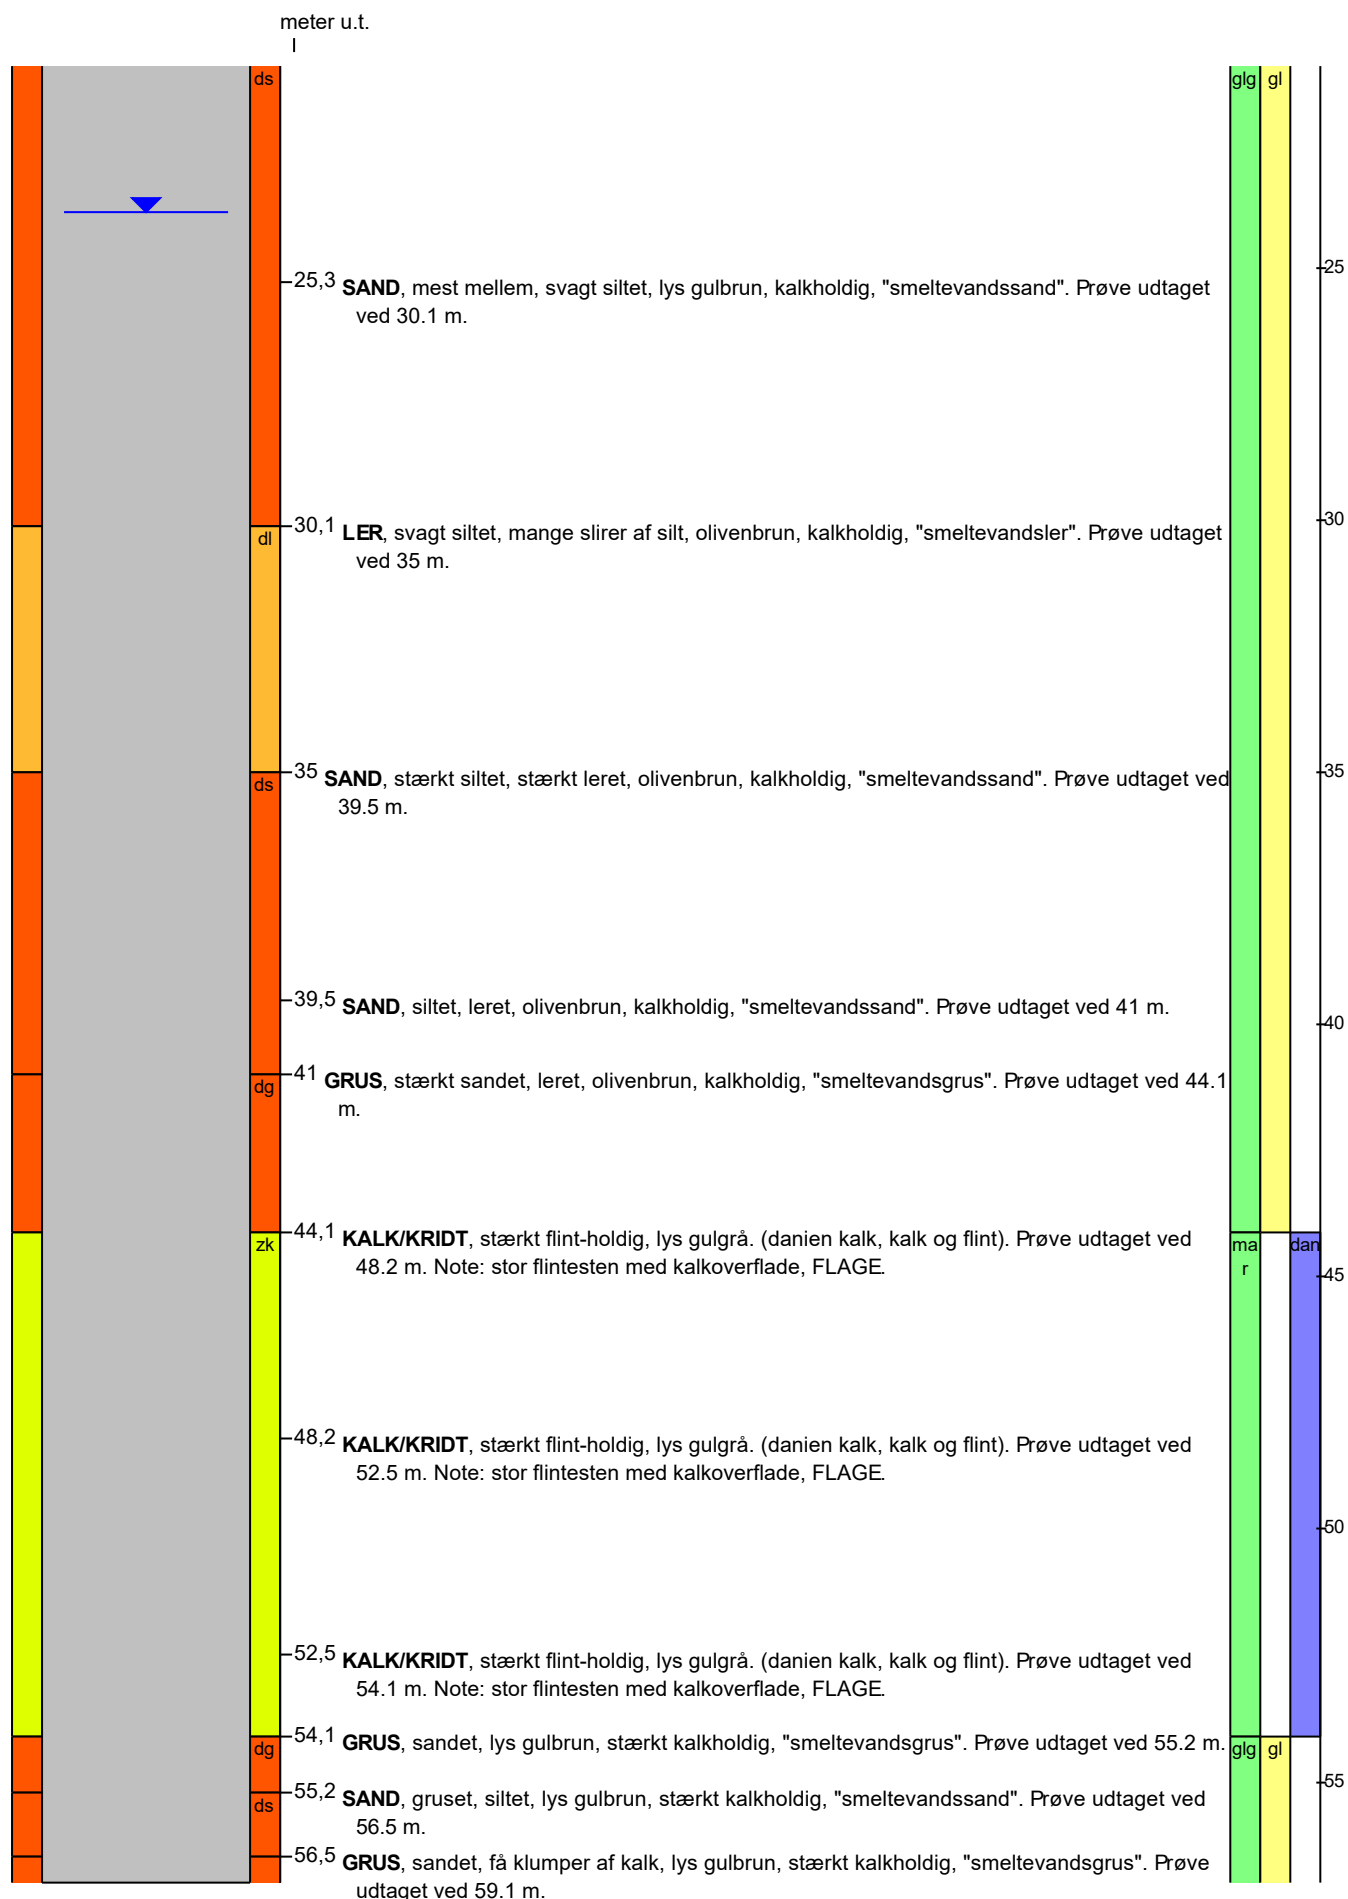 meter u.t.
ds
glg gl
25,3 SAND, mest mellem, svagt siltet, lys gulbrun, kalkholdig, "smeltevandssand". Prøve udtaget
ved 30.1 m.
25
30,1 LER, svagt siltet, mange slirer af silt, olivenbrun, kalkholdig, "smeltevandsler". Prøve udtaget
ved 35 m.
dl
30
35 SAND, stærkt siltet, stærkt leret, olivenbrun, kalkholdig, "smeltevandssand". Prøve udtaget ved
39.5 m.
ds
35
39,5 SAND, siltet, leret, olivenbrun, kalkholdig, "smeltevandssand". Prøve udtaget ved 41 m.
40
41 GRUS, stærkt sandet, leret, olivenbrun, kalkholdig, "smeltevandsgrus". Prøve udtaget ved 44.1
m.
dg
44,1 KALK/KRIDT, stærkt flint-holdig, lys gulgrå. (danien kalk, kalk og flint). Prøve udtaget ved
48.2 m. Note: stor flintesten med kalkoverflade, FLAGE.
zk
ma
r
dan
45
48,2 KALK/KRIDT, stærkt flint-holdig, lys gulgrå. (danien kalk, kalk og flint). Prøve udtaget ved
52.5 m. Note: stor flintesten med kalkoverflade, FLAGE.
50
52,5 KALK/KRIDT, stærkt flint-holdig, lys gulgrå. (danien kalk, kalk og flint). Prøve udtaget ved
54.1 m. Note: stor flintesten med kalkoverflade, FLAGE.
54,1 GRUS, sandet, lys gulbrun, stærkt kalkholdig, "smeltevandsgrus". Prøve udtaget ved 55.2 m.
dg
glg gl
55
55,2 SAND, gruset, siltet, lys gulbrun, stærkt kalkholdig, "smeltevandssand". Prøve udtaget ved
56.5 m.
ds
56,5 GRUS, sandet, få klumper af kalk, lys gulbrun, stærkt kalkholdig, "smeltevandsgrus". Prøve
udtaget ved 59.1 m.